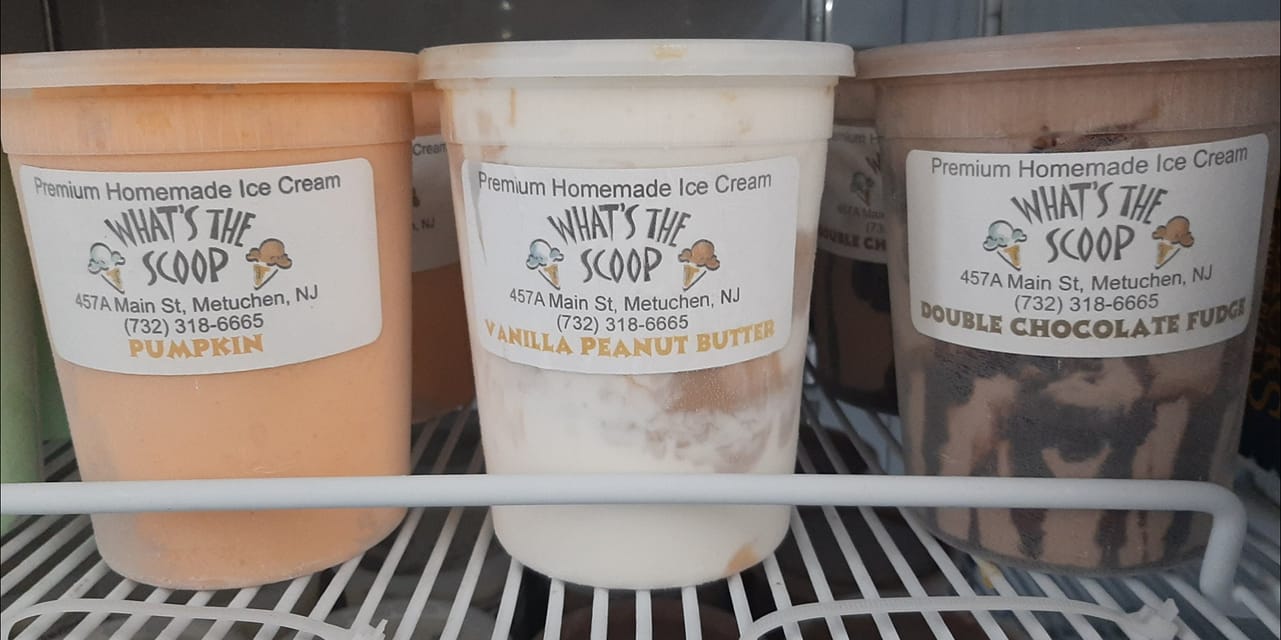 Premium Homemade Ice Cream
WHAT'S THE
SCOOP
457A Main St, Metuchen, NJ
(732) 318-6665
PUMPKIN
Cream
, NJ
Premium Homemade Ice Cream
WHAT'S THE
SCOOP
457A Main St, Metuchen, NJ
(732) 318-6665
VANILLA PEANUT BUTTER
Premium Homemade Ice Cream
WHAT'S THE
SCOOP
457A Main St, Metuchen, NJ
(732) 318-6665
DOUBLE CHOCOLATE FUDGE